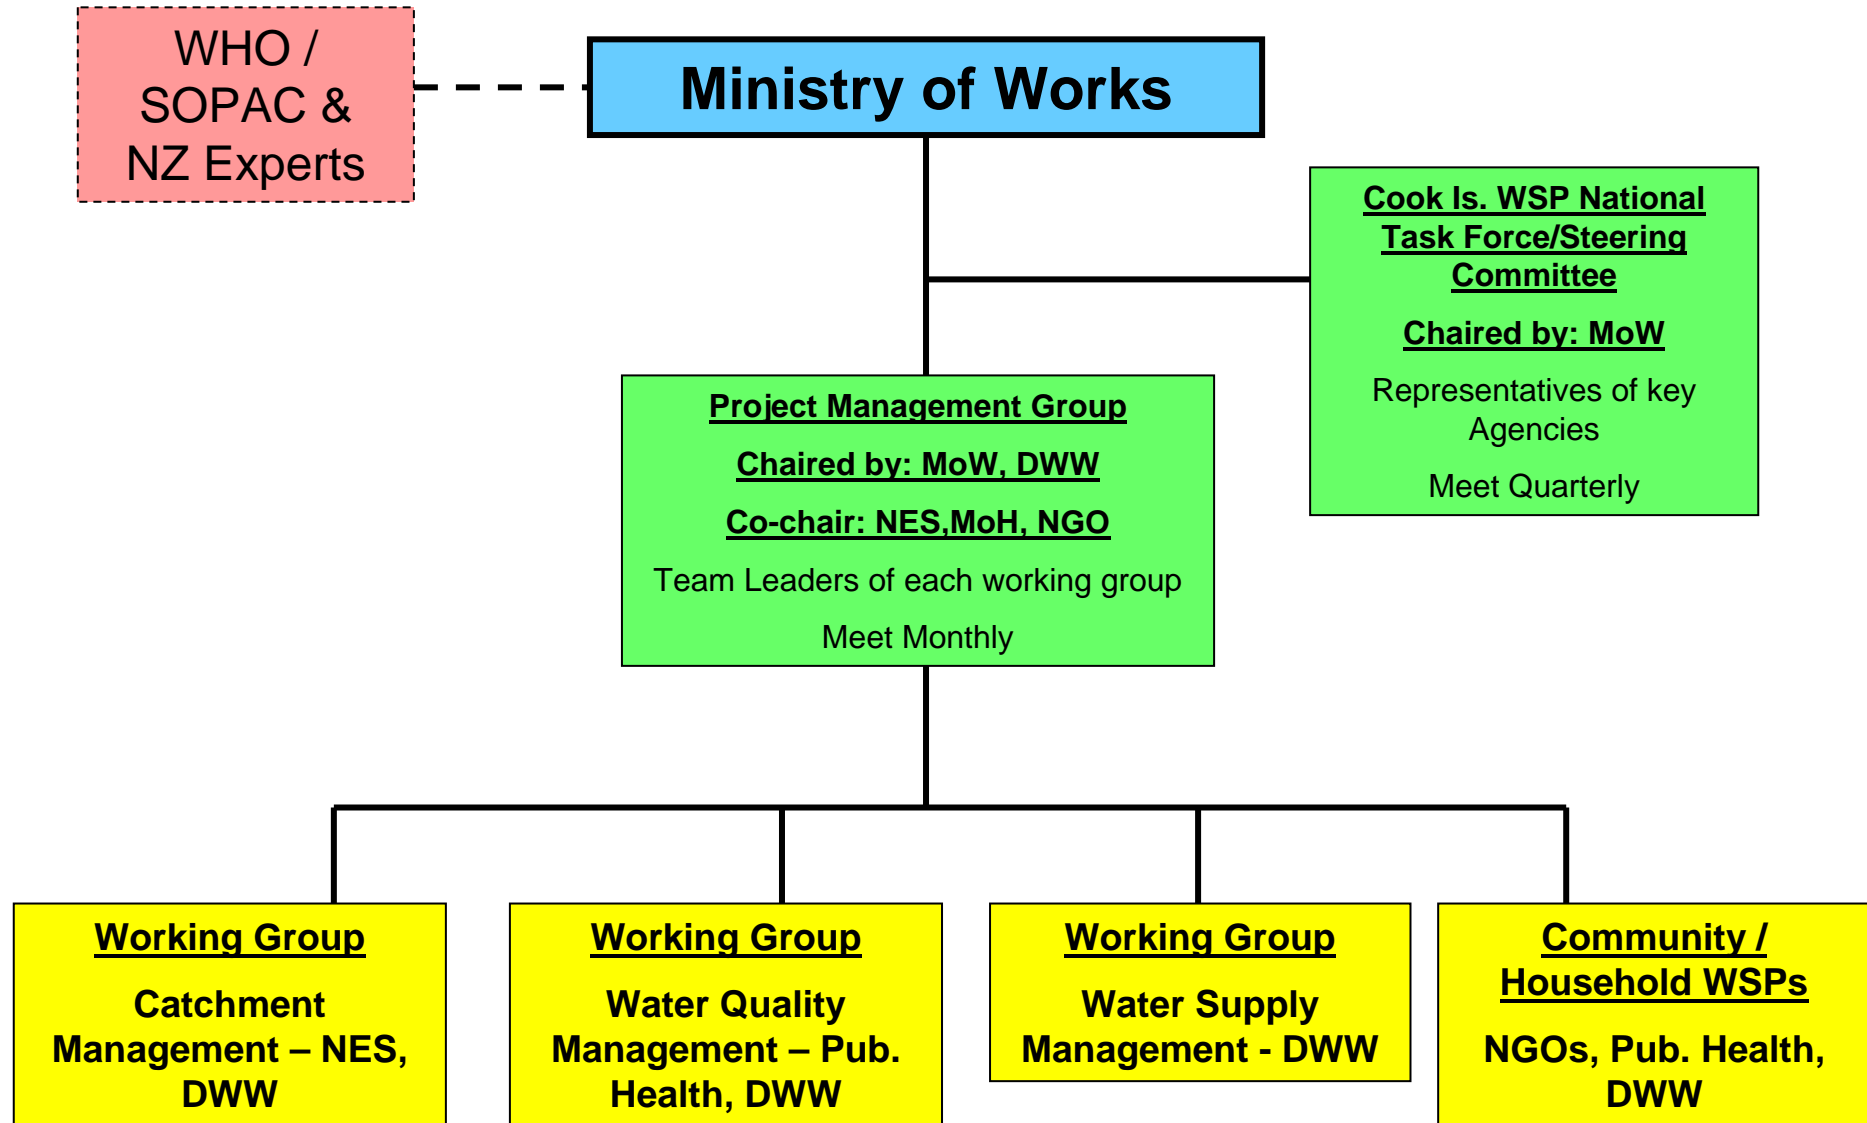 WHO /
SOPAC &
NZ Experts
Ministry of Works
Cook Is. WSP National
Task Force/Steering
Committee
Chaired by: MoW
Representatives of key
Agencies
Meet Quarterly
Project Management Group
Chaired by: MoW, DWW
Co-chair: NES,MoH, NGO
Team Leaders of each working group
Meet Monthly
Working Group
Catchment
Management – NES,
DWW
Working Group
Water Quality
Management – Pub.
Health, DWW
Working Group
Water Supply
Management - DWW
Community /
Household WSPs
NGOs, Pub. Health,
DWW